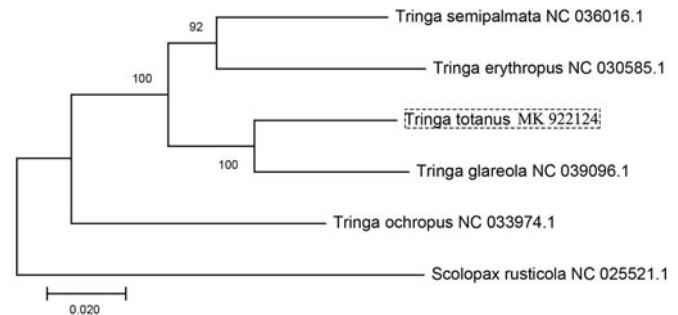 92
Tringa semipalmata NC 036016.1
100
Tringa erythropus NC 030585.1
Tringa totanus MK 922124
100
Tringa glareola NC 039096.1
Tringa ochropus NC 033974.1
Scolopax rusticola NC 025521.1
0.020